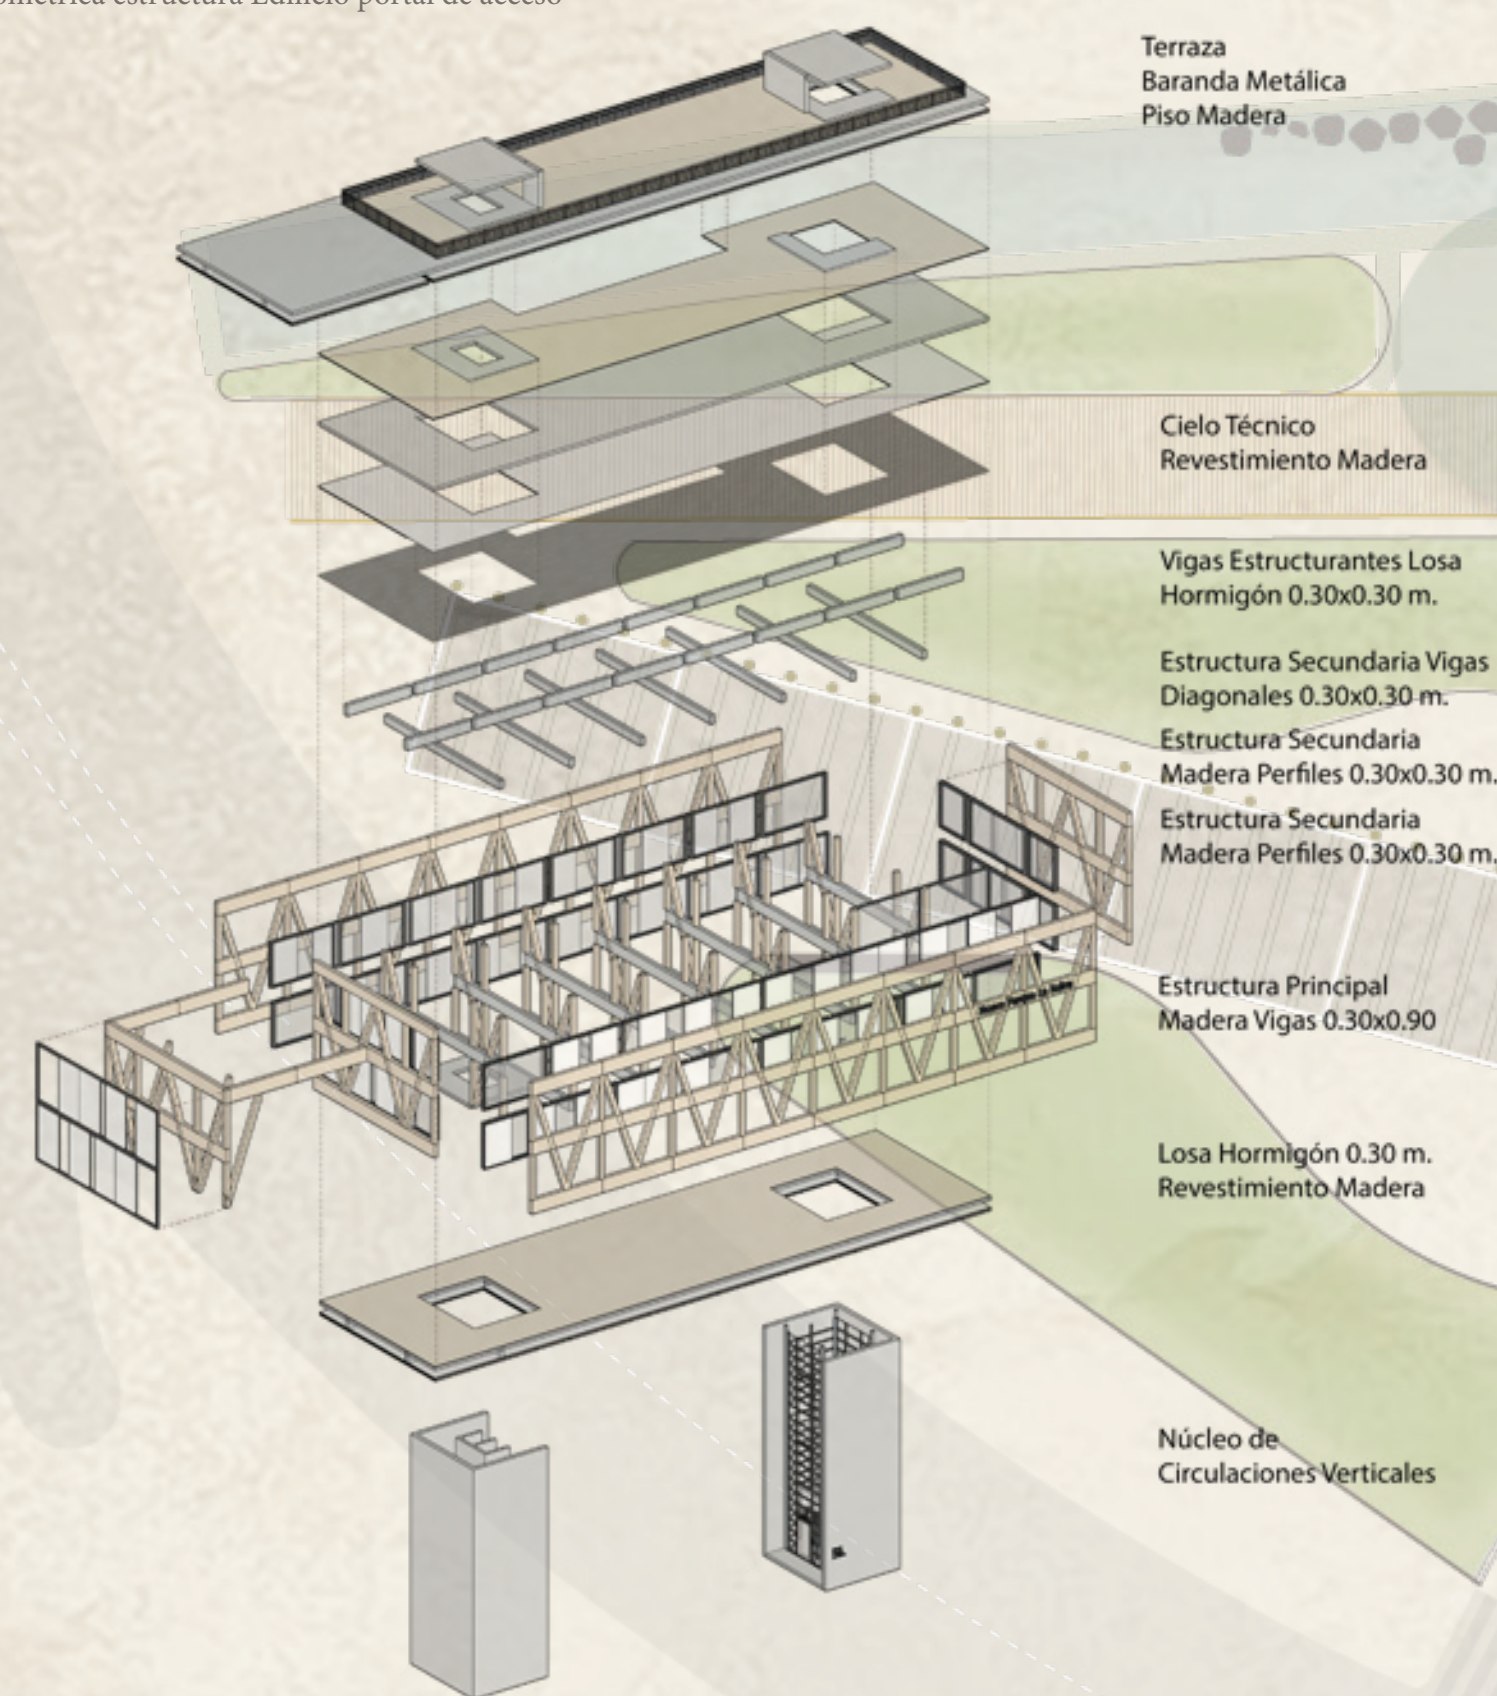 estructura Edificio portal de acceso
Terraza
Baranda Metálica
Piso Madera
Cielo Técnico
Revestimiento Madera
Vigas Estructurantes Losa
Hormigón 0.30x0.30 m.
Estructura Secundaria Vigas
Diagonales 0.30x0.30 m.
Estructura Secundaria
Madera Perfiles 0.30x0.30 m.
Estructura Secundaria
Madera Perfiles 0.30x0.30 m.
Estructura Principal
Madera Vigas 0.30x0.90
Losa Hormigón 0.30 m.
Revestimiento Madera
Núcleo de
Circulaciones Verticales